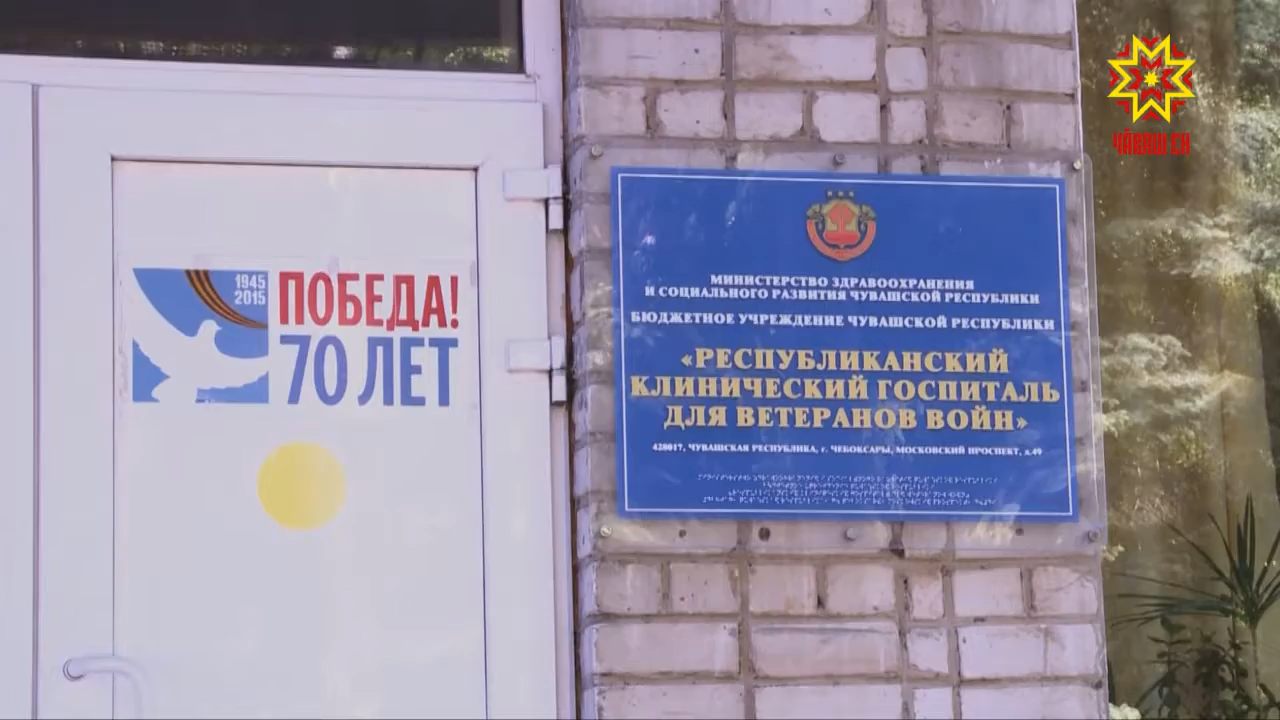 1945
2015
ПОБЕДА!
70 ЛЕТ
МИНИСТЕРСТВО ЗДРАВООХРАНЕНИЯ
И СОЦИАЛЬНОГО РАЗВИТИЯ ЧУВАШСКОЙ РЕСПУБЛИКИ
БЮДЖЕТНОЕ УЧРЕЖДЕНИЕ ЧУВАШСКОЙ РЕСПУБЛИКИ
«РЕСПУБЛИКАНСКИЙ
КЛИНИЧЕСКИЙ ГОСПИТАЛЬ
ДЛЯ ВЕТЕРАНОВ ВОЙН»
428017, ЧУВАШСКАЯ РЕСПУБЛИКА, г. ЧЕБОКСАРЫ, МОСКОВСКИЙ ПРОСПЕКТ, д.49
ЧӐВАШ ЕН